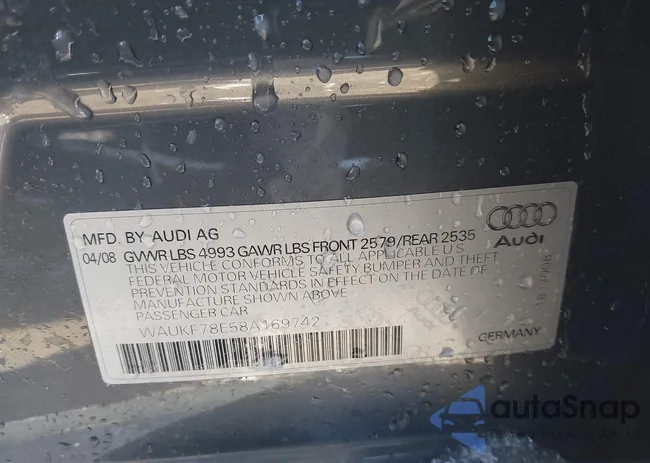 MFD. BY AUDI AG
04/08 GVWR LBS 4993 GAWR LBS FRONT 2579/REAR 2535
THIS VEHICLE CONFORMS TO ALL APPLICABLE U.S.
FEDERAL MOTOR VEHICLE SAFETY BUMPER AND THEFT
PREVENTION STANDARDS IN EFFECT ON THE DATE OF
MANUFACTURE SHOWN ABOVE.
PASSENGER CAR
WAUKF78E58A169742
Audi
GERMANY
autoSnap